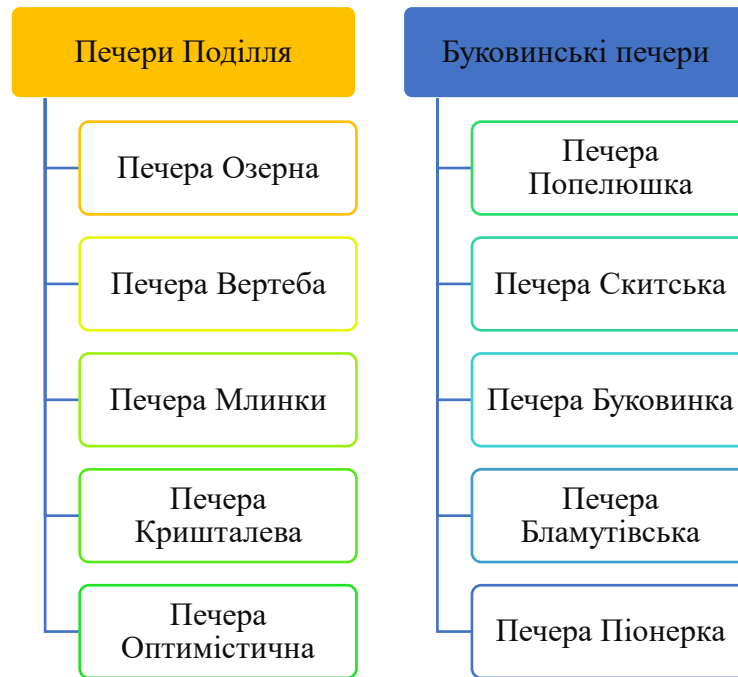 Печери Поділля
Печера Озерна
Печера Вертеба
Печера Млинки
Печера
Кришталева
Печера
Оптимістична
Буковинські печери
Печера
Попелюшка
Печера Скитська
Печера Буковинка
Печера
Бламутівська
Печера Піонерка